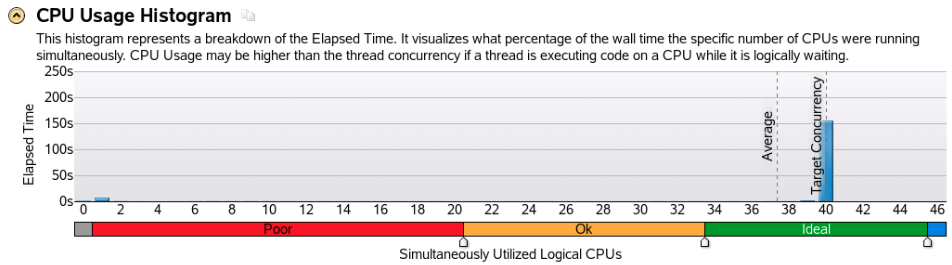 CPU Usage Histogram
This histogram represents a breakdown of the Elapsed Time. It visualizes what percentage of the wall time the specific number of CPUs were running
simultaneously. CPU Usage may be higher than the thread concurrency if a thread is executing code on a CPU while it is logically waiting.
250s
200s
150s
100s
50s
0s
Elapsed Time
Average
Target Concurrency
0 2 4 6 8 10 12 14 16 18 20 22 24 26 28 30 32 34 36 38 40 42 44 46
Poor Ok Ideal
Simultaneously Utilized Logical CPUs